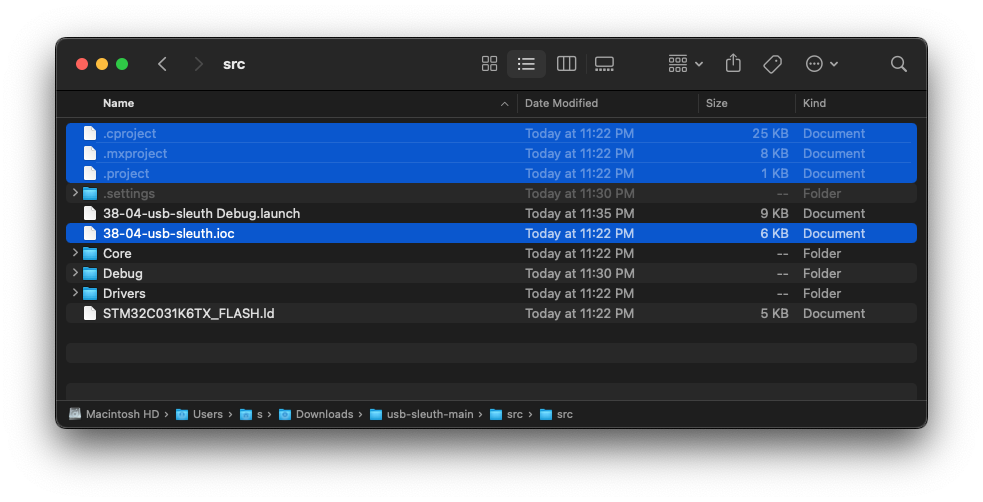 src
Name Date Modified Size Kind
.cproject Today at 11:22 PM 25 KB Document
.mxproject Today at 11:22 PM 8 KB Document
.project Today at 11:22 PM 1 KB Document
.settings Today at 11:30 PM -- Folder
38-04-usb-sleuth Debug.launch Today at 11:35 PM 9 KB Document
38-04-usb-sleuth.ioc Today at 11:22 PM 6 KB Document
Core Today at 11:22 PM -- Folder
Debug Today at 11:30 PM -- Folder
Drivers Today at 11:22 PM -- Folder
STM32C031K6TX_FLASH.ld Today at 11:22 PM 5 KB Document
Macintosh HD › Users › s › Downloads › usb-sleuth-main › src › src